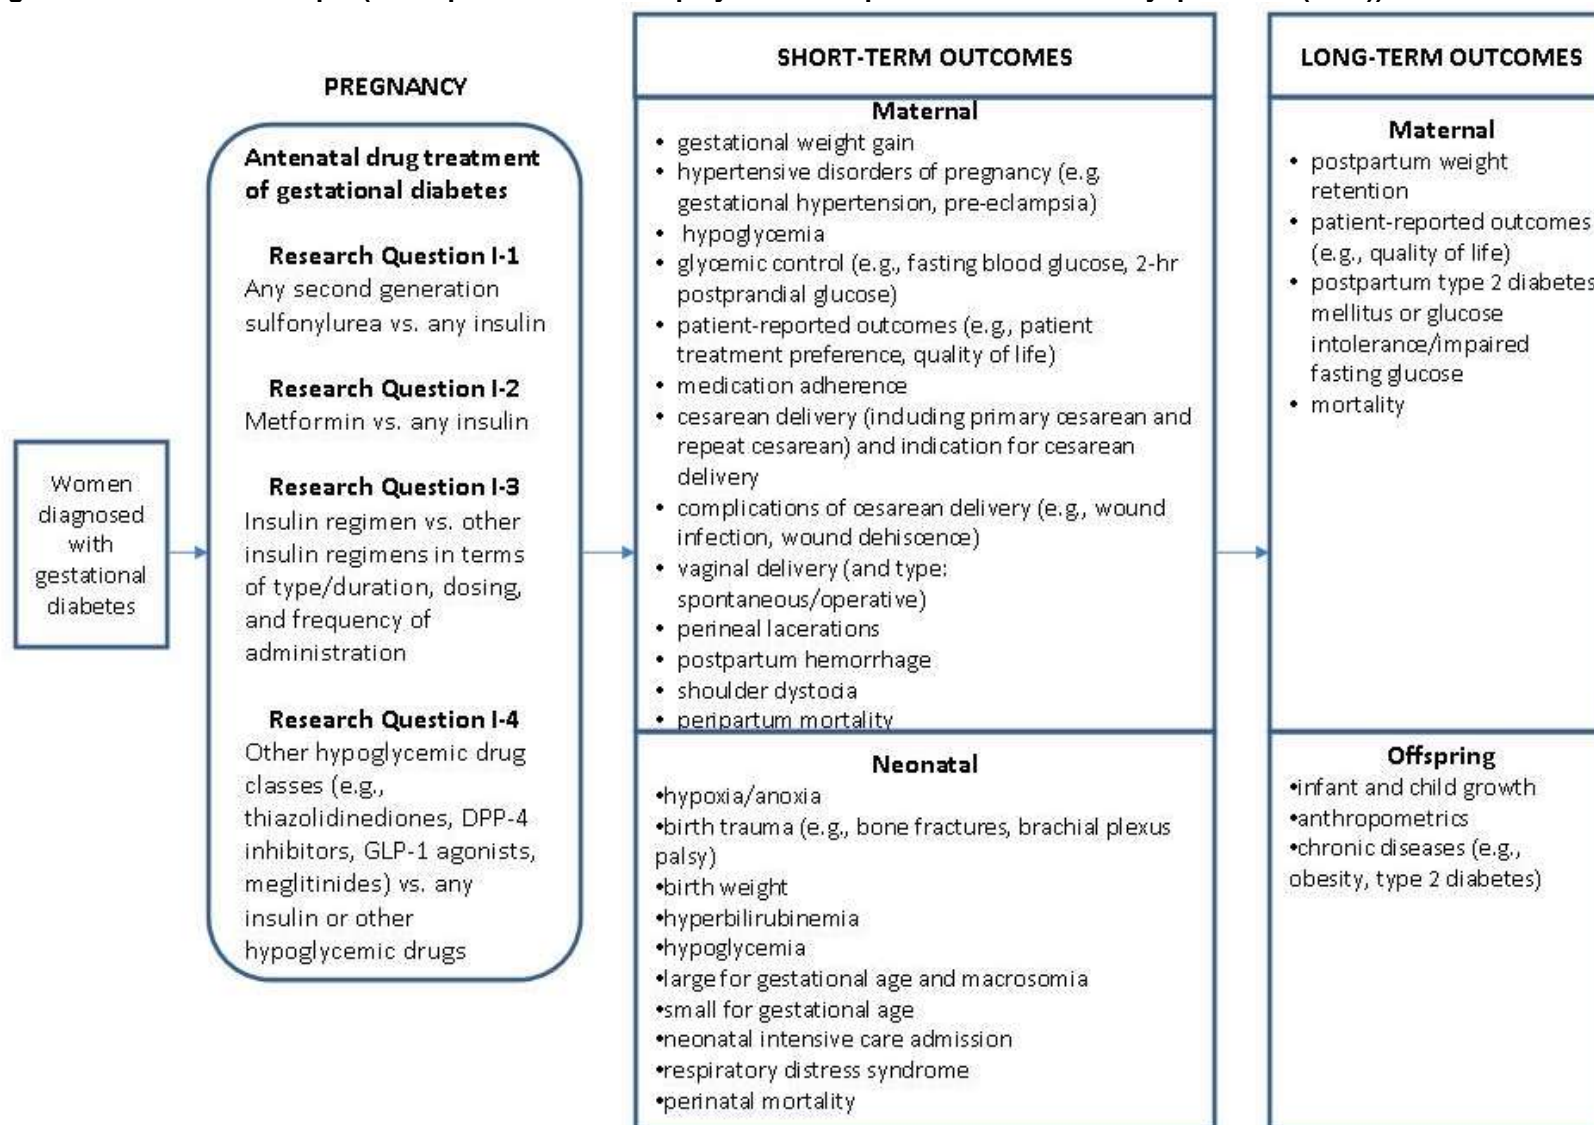 Women
diagnosed
with
gestational
diabetes
PREGNANCY
Antenatal drug treatment
of gestational diabetes
Research Question I-1
Any second generation
sulfonylurea vs. any insulin
Research Question I-2
Metformin vs. any insulin
Research Question I-3
Insulin regimen vs. other
insulin regimens in terms
of type/duration, dosing,
and frequency of
administration
Research Question I-4
Other hypoglycemic drug
classes (e.g.,
thiazolidinediones, DPP-4
inhibitors, GLP-1 agonists,
meglitinides) vs. any
insulin or other
hypoglycemic drugs
SHORT-TERM OUTCOMES
Maternal
• gestational weight gain
• hypertensive disorders of pregnancy (e.g.
gestational hypertension, pre-eclampsia)
• hypoglycemia
• glycemic control (e.g., fasting blood glucose, 2-hr
postprandial glucose)
• patient-reported outcomes (e.g., patient
treatment preference, quality of life)
• medication adherence
• cesarean delivery (including primary cesarean and
repeat cesarean) and indication for cesarean
delivery
• complications of cesarean delivery (e.g., wound
infection, wound dehiscence)
• vaginal delivery (and type:
spontaneous/operative)
• perineal lacerations
• postpartum hemorrhage
• shoulder dystocia
• peripartum mortality
Neonatal
•hypoxia/anoxia
•birth trauma (e.g., bone fractures, brachial plexus
palsy)
•birth weight
•hyperbilirubinemia
•hypoglycemia
•large for gestational age and macrosomia
•small for gestational age
•neonatal intensive care admission
•respiratory distress syndrome
•perinatal mortality
LONG-TERM OUTCOMES
Maternal
• postpartum weight
retention
• patient-reported outcomes
(e.g., quality of life)
• postpartum type 2 diabetes
mellitus or glucose
intolerance/impaired
fasting glucose
• mortality
Offspring
•infant and child growth
•anthropometrics
•chronic diseases (e.g.,
obesity, type 2 diabetes)